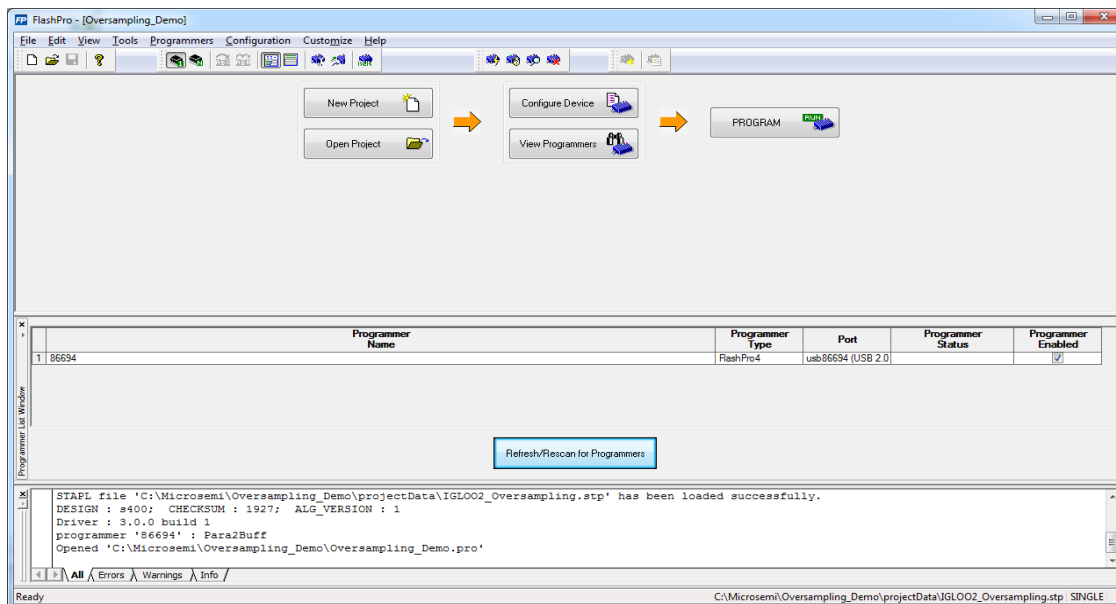 FlashPro - [Oversampling_Demo]
File Edit View Tools Programmers Configuration Customize Help
New Project
Open Project
Configure Device
View Programmers
PROGRAM
RUN
Programmer Name
Programmer Type
Port
Programmer Status
Programmer Enabled
1 86694 FlashPro4 usb86694 (USB 2.0
Programmer List Window
Refresh/Rescan for Programmers
STAPL file 'C:\Microsemi\Oversampling_Demo\projectData\IGLOO2_Oversampling.stp' has been loaded successfully.
DESIGN : s400; CHECKSUM : 1927; ALG_VERSION : 1
Driver : 3.0.0 build 1
programmer '86694' : Para2Buff
Opened 'C:\Microsemi\Oversampling_Demo\Oversampling_Demo.pro'
All Errors Warnings Info
Ready C:\Microsemi\Oversampling_Demo\projectData\IGLOO2_Oversampling.stp SINGLE